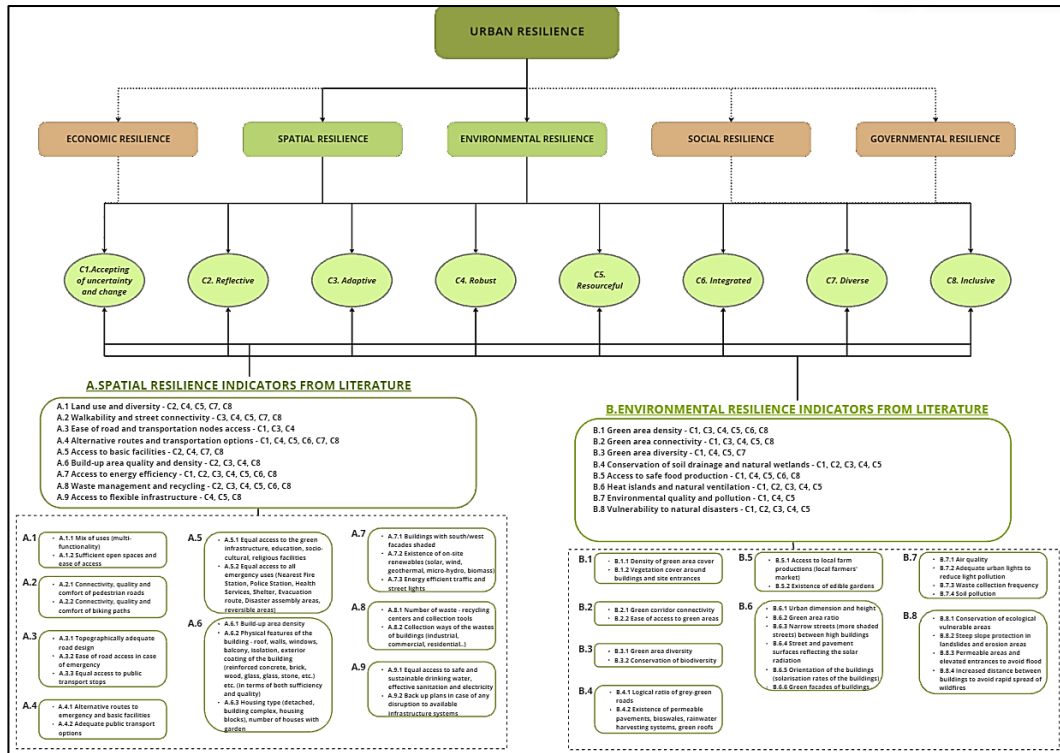 URBAN RESILIENCE
ECONOMIC RESILIENCE
SPATIAL RESILIENCE
ENVIRONMENTAL RESILIENCE
SOCIAL RESILIENCE
GOVERNMENTAL RESILIENCE
C1.Accepting
of uncertainty
and change
C2. Reflective
C3. Adaptive
C4. Robust
C5.
Resourceful
C6. Integrated
C7. Diverse
C8. Inclusive
A.SPATIAL RESILIENCE INDICATORS FROM LITERATURE
A.1 Land use and diversity - C2, C4, C5, C7, C8
A.2 Walkability and street connectivity - C3, C4, C5, C7, C8
A.3 Ease of road and transportation nodes access - C1, C3, C4
A.4 Alternative routes and transportation options - C1, C4, C5, C6, C7, C8
A.5 Access to basic facilities - C2, C4, C7, C8
A.6 Build-up area quality and density - C2, C3, C4, C8
A.7 Access to energy efficiency - C1, C2, C3, C4, C5, C6, C8
A.8 Waste management and recycling - C2, C3, C4, C5, C6, C8
A.9 Access to flexible infrastructure - C4, C5, C8
B.ENVIRONMENTAL RESILIENCE INDICATORS FROM LITERATURE
B.1 Green area density - C1, C3, C4, C5, C6, C8
B.2 Green area connectivity - C1, C3, C4, C5, C8
B.3 Green area diversity - C1, C4, C5, C7
B.4 Conservation of soil drainage and natural wetlands - C1, C2, C3, C4, C5
B.5 Access to safe food production - C1, C4, C5, C6, C8
B.6 Heat islands and natural ventilation - C1, C2, C3, C4, C5
B.7 Environmental quality and pollution - C1, C4, C5
B.8 Vulnerability to natural disasters - C1, C2, C3, C4, C5
A.1
• A.1.1 Mix of uses (multi-
functionality)
• A.1.2 Sufficient open spaces and
ease of access
A.2
• A.2.1 Connectivity, quality and
comfort of pedestrian roads
• A.2.2 Connectivity, quality and
comfort of biking paths
A.3
• A.3.1 Topographically adequate
road design
• A.3.2 Ease of road access in case
of emergency
• A.3.3 Equal access to public
transport stops
A.4
• A.4.1 Alternative routes to
emergency and basic facilities
• A.4.2 Adequate public transport
options
A.5
• A.5.1 Equal access to the green
infrastructure, education, socio-
cultural, religious facilities
• A.5.2 Equal access to all
emergency uses (Nearest Fire
Station, Police Station, Health
Services, Shelter, Evacuation
route, Disaster assembly areas,
reversible areas)
A.6
• A.6.1 Build-up area density
• A.6.2 Physical features of the
building - roof, walls, windows,
balcony, isolation, exterior
coating of the building
(reinforced concrete, brick,
wood, glass, glass, stone, etc.)
etc. (in terms of both sufficiency
and quality)
• A.6.3 Housing type (detached,
building complex, housing
blocks), number of houses with
garden
A.7
• A.7.1 Buildings with south/west
facades shaded
• A.7.2 Existence of on-site
renewables (solar, wind,
geothermal, micro-hydro, biomass)
• A.7.3 Energy efficient traffic and
street lights
A.8
• A.8.1 Number of waste - recycling
centers and collection tools
• A.8.2 Collection ways of the wastes
of buildings (industrial,
commercial, residential..)
A.9
• A.9.1 Equal access to safe and
sustainable drinking water,
effective sanitation and electricity
• A.9.2 Back up plans in case of any
disruption to available
infrastructure systems
B.1
• B.1.1 Density of green area cover
• B.1.2 Vegetation cover around
buildings and site entrances
B.2
• B.2.1 Green corridor connectivity
• B.2.2 Ease of access to green areas
B.3
• B.3.1 Green area diversity
• B.3.2 Conservation of biodiversity
B.4
• B.4.1 Logical ratio of grey-green
roads
• B.4.2 Existence of permeable
pavements, bioswales, rainwater
harvesting systems, green roofs
B.5
• B.5.1 Access to local farm
productions (local farmers'
market)
• B.5.2 Existence of edible gardens
B.6
• B.6.1 Urban dimension and height
• B.6.2 Green area ratio
• B.6.3 Narrow streets (more shaded
streets) between high buildings
• B.6.4 Street and pavement
surfaces reflecting the solar
radiation
• B.6.5 Orientation of the buildings
(solarisation rates of the buildings)
• B.6.6 Green facades of buildings
B.7
• B.7.1 Air quality
• B.7.2 Adequate urban lights to
reduce light pollution
• B.7.3 Waste collection frequency
• B.7.4 Soil pollution
B.8
• B.8.1 Conservation of ecological
vulnerable areas
• B.8.2 Steep slope protection in
landslides and erosion areas
• B.8.3 Permeable areas and
elevated entrances to avoid flood
• B.8.4 Increased distance between
buildings to avoid rapid spread of
wildfires